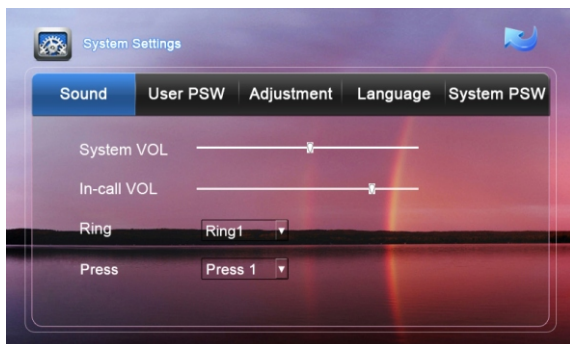 System Settings
Sound User PSW Adjustment Language System PSW
System VOL
In-call VOL
Ring Ring1
Press Press 1